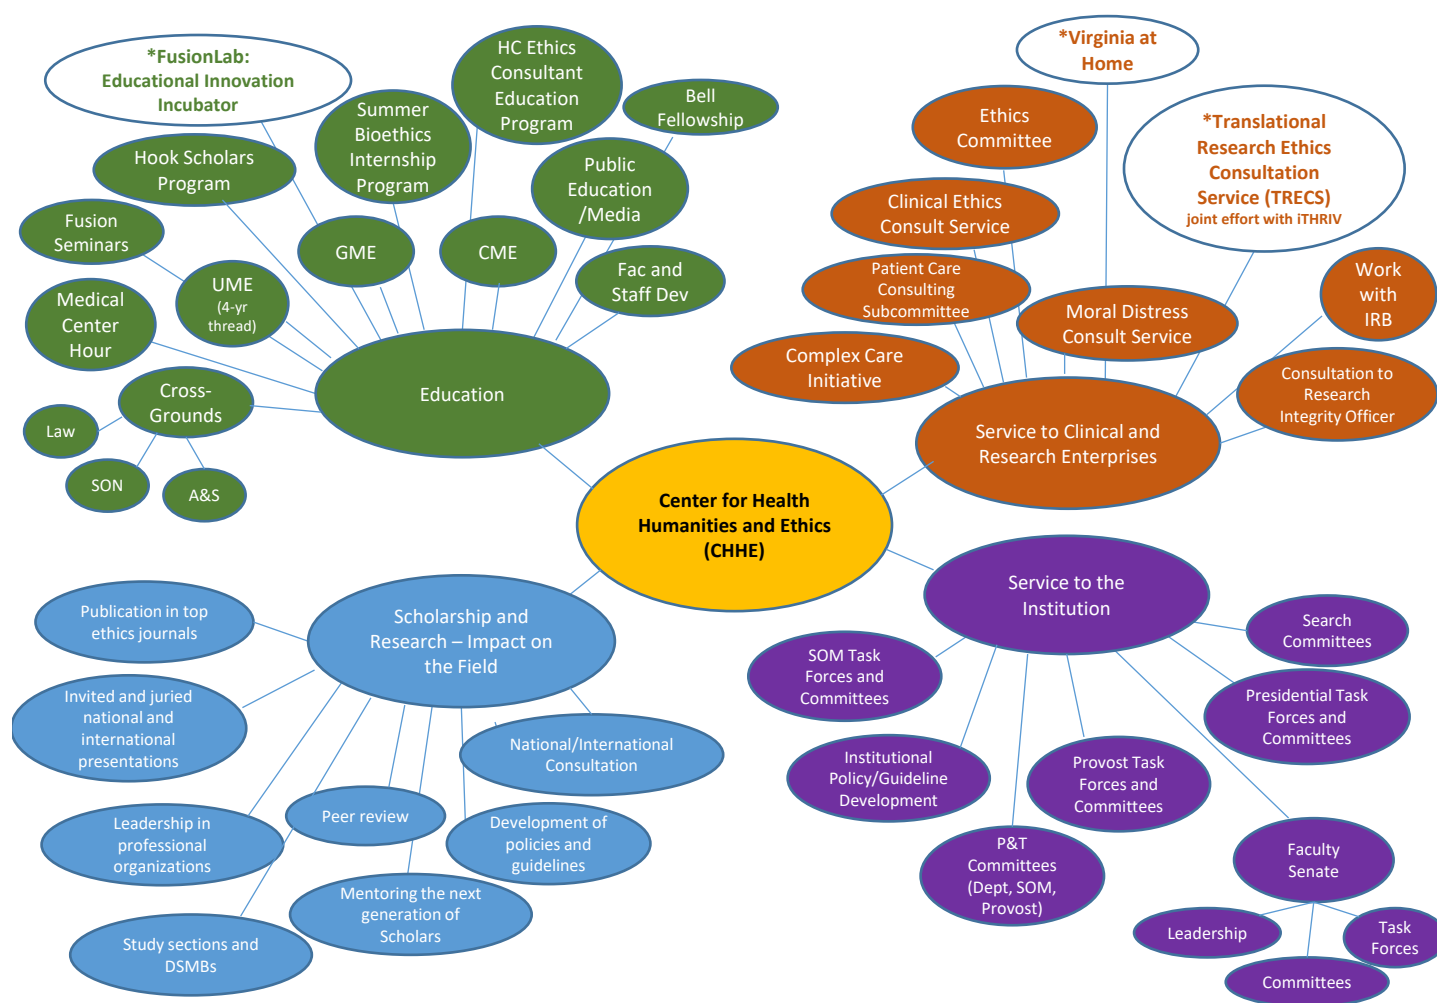 *FusionLab:
Educational Innovation
Incubator
HC Ethics
Consultant
Education
Program
Bell
Fellowship
Summer
Bioethics
Internship
Program
Hook Scholars
Program
Public
Education
/Media
Fusion
Seminars
GME
CME
Fac and
Staff Dev
UME
(4-yr
thread)
Medical
Center
Hour
Cross-
Grounds
Law
SON
A&S
Education
*Virginia at
Home
Ethics
Committee
*Translational
Research Ethics
Consultation
Service (TRECS)
joint effort with iTHRIV
Clinical Ethics
Consult Service
Patient Care
Consulting
Subcommittee
Work
with
IRB
Moral Distress
Consult Service
Complex Care
Initiative
Consultation to
Research
Integrity Officer
Service to Clinical and
Research Enterprises
Center for Health
Humanities and Ethics
(CHHE)
Scholarship and
Research – Impact on
the Field
Publication in top
ethics journals
Invited and juried
national and
international
presentations
National/International
Consultation
Leadership in
professional
organizations
Peer review
Development of
policies and
guidelines
Mentoring the next
generation of
Scholars
Study sections and
DSMBs
Service to the
Institution
Search
Committees
SOM Task
Forces and
Committees
Presidential Task
Forces and
Committees
Institutional
Policy/Guideline
Development
Provost Task
Forces and
Committees
P&T
Committees
(Dept, SOM,
Provost)
Faculty
Senate
Leadership
Task
Forces
Committees